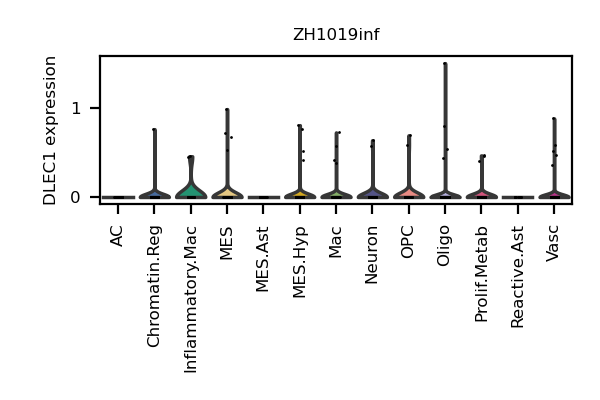 ZH1019inf
DLEC1 expression
1
0
AC
Chromatin.Reg
Inflammatory.Mac
MES
MES.Ast
MES.Hyp
Mac
Neuron
OPC
Oligo
Prolif.Metab
Reactive.Ast
Vasc